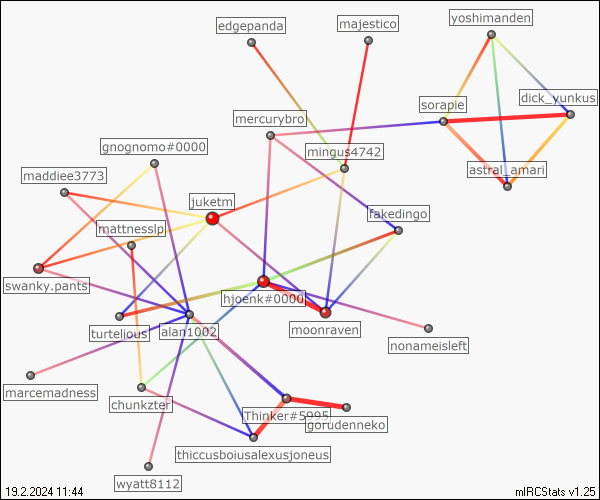 yoshimanden
edgepanda
majestico
dick_yunkus
sorapie
mercurybro
gnognomo#0000
mingus4742
astral_amari
maddiee3773
juketm
fakedingo
mattnesslp
swanky.pants
hjoenk#0000
turtelious
alan1002
moonraven
nonameisleft
marcemadness
chunkzter
Thinker#5995
gorudenneko
thiccusboiusalexusjoneus
wyatt8112
19.2.2024 11:44
mIRCStats v1.25